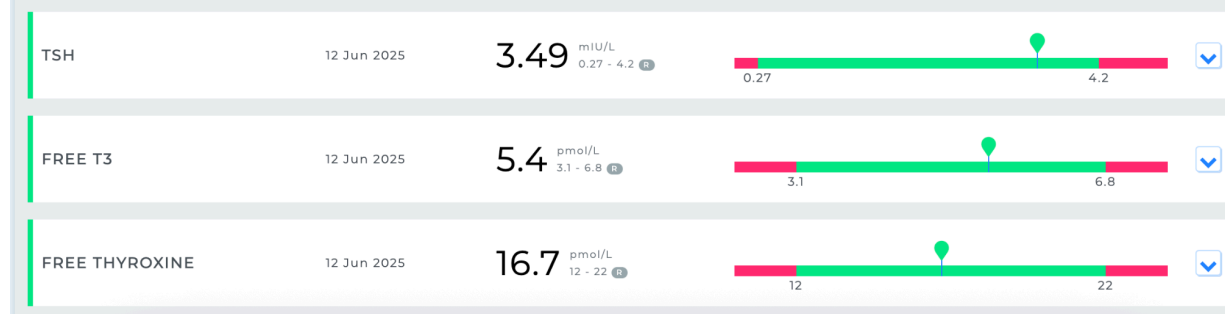 TSH 12 Jun 2025 3.49 mIU/L
0.27 - 4.2 R
0.27 4.2
FREE T3 12 Jun 2025 5.4 pmol/L
3.1 - 6.8 R
3.1 6.8
FREE THYROXINE 12 Jun 2025 16.7 pmol/L
12 - 22 R
12 22